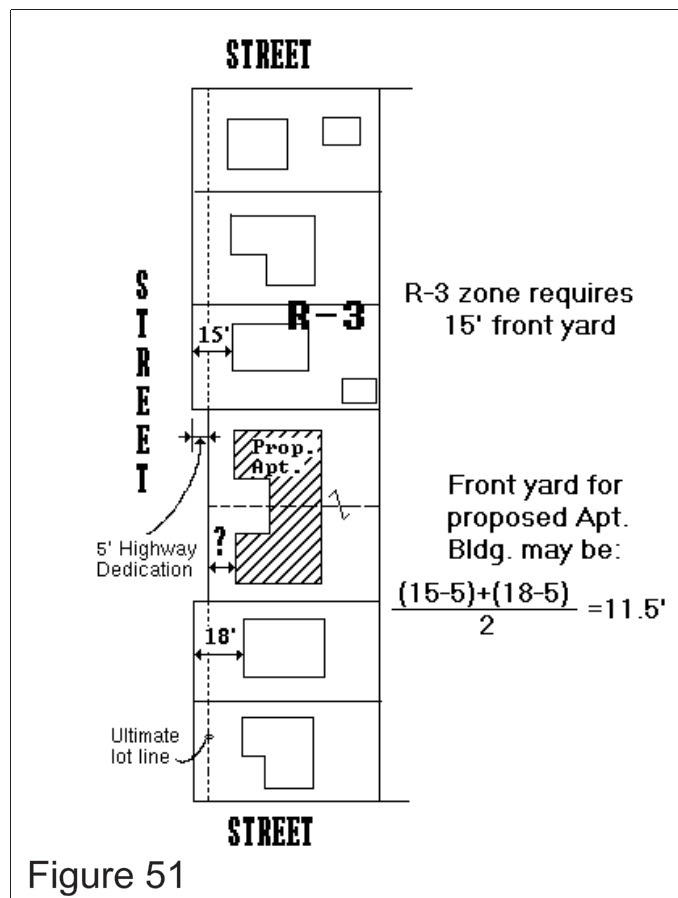 STREET
STREET
R-3
15'
R-3 zone requires
15' front yard
Prop.
Apt.
?
5' Highway
Dedication
Front yard for
proposed Apt.
Bldg. may be:
(15-5)+(18-5)
2
=11.5'
18'
Ultimate
lot line
STREET
Figure 51